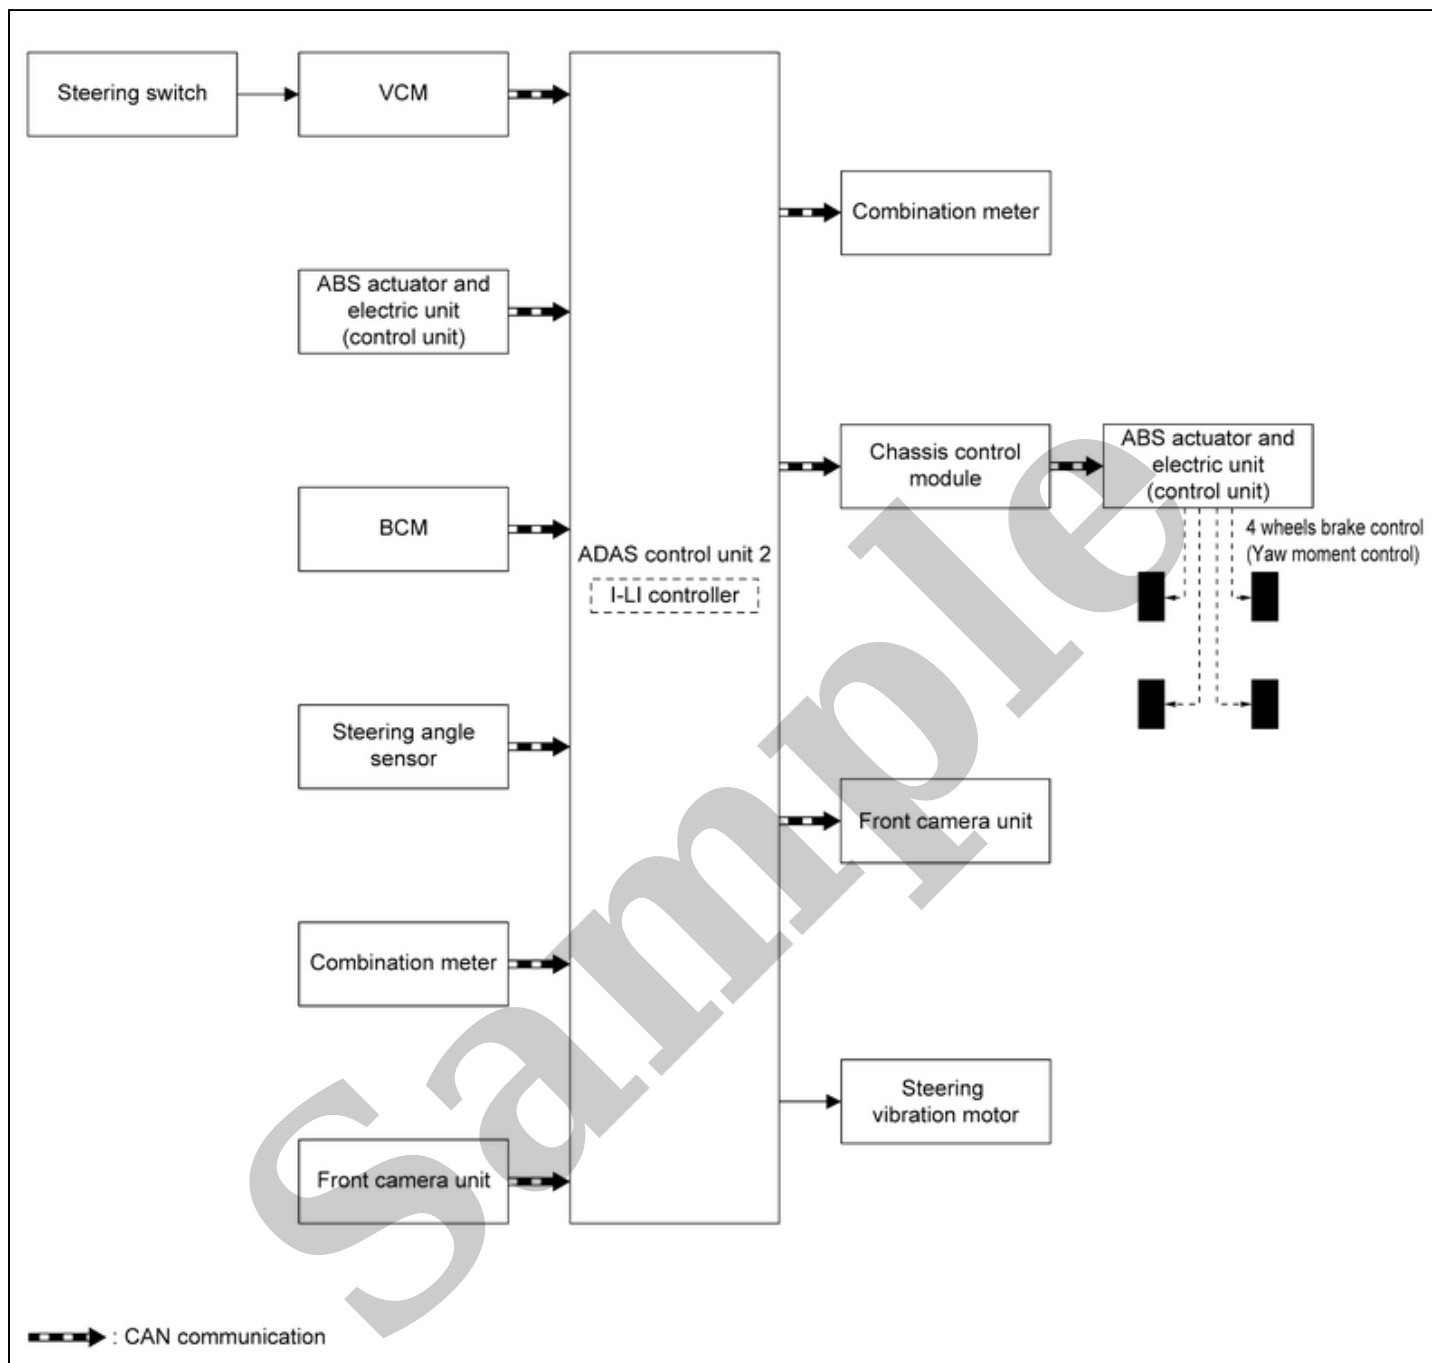 Steering switch
VCM
Combination meter
ABS actuator and
electric unit
(control unit)
Chassis control
module
ABS actuator and
electric unit
(control unit)
4 wheels brake control
(Yaw moment control)
BCM
ADAS control unit 2
I-LI controller
Steering angle
sensor
Front camera unit
Combination meter
Steering
vibration motor
Front camera unit
: CAN communication
Sample